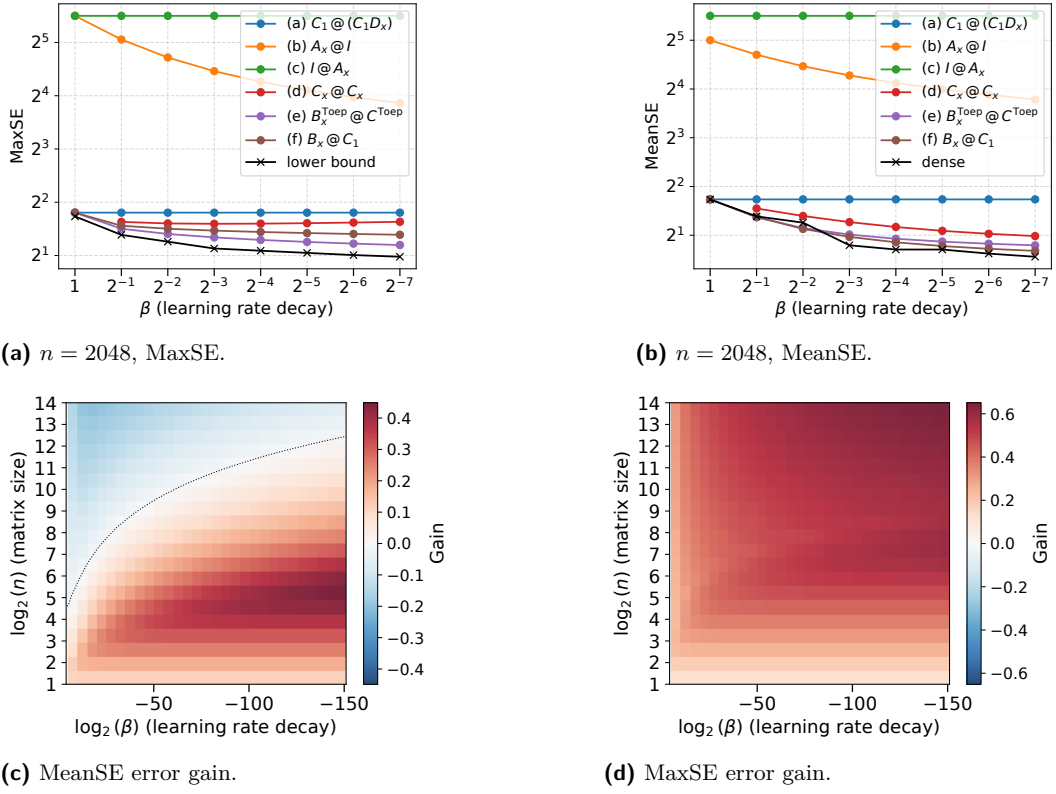 MaxSE
2^5
2^4
2^3
2^2
2^1
(a) C_1@(C_1D_x)
(b) A_x@I
(c) I@A_x
(d) C_x@C_x
(e) B_x^Toep@C^Toep
(f) B_x@C_1
lower bound
1 2^−1 2^−2 2^−3 2^−4 2^−5 2^−6 2^−7
β (learning rate decay)
(a) n = 2048, MaxSE.
MeanSE
2^5
2^4
2^3
2^2
2^1
(a) C_1@(C_1D_x)
(b) A_x@I
(c) I@A_x
(d) C_x@C_x
(e) B_x^Toep@C^Toep
(f) B_x@C_1
dense
1 2^−1 2^−2 2^−3 2^−4 2^−5 2^−6 2^−7
β (learning rate decay)
(b) n = 2048, MeanSE.
log_2(n) (matrix size)
14
13
12
11
10
9
8
7
6
5
4
3
2
1
−50 −100 −150
log_2(β) (learning rate decay)
0.4
0.3
0.2
0.1
0.0
−0.1
−0.2
−0.3
−0.4
Gain
(c) MeanSE error gain.
log_2(n) (matrix size)
14
13
12
11
10
9
8
7
6
5
4
3
2
1
−50 −100 −150
log_2(β) (learning rate decay)
0.6
0.4
0.2
0.0
−0.2
−0.4
−0.6
Gain
(d) MaxSE error gain.